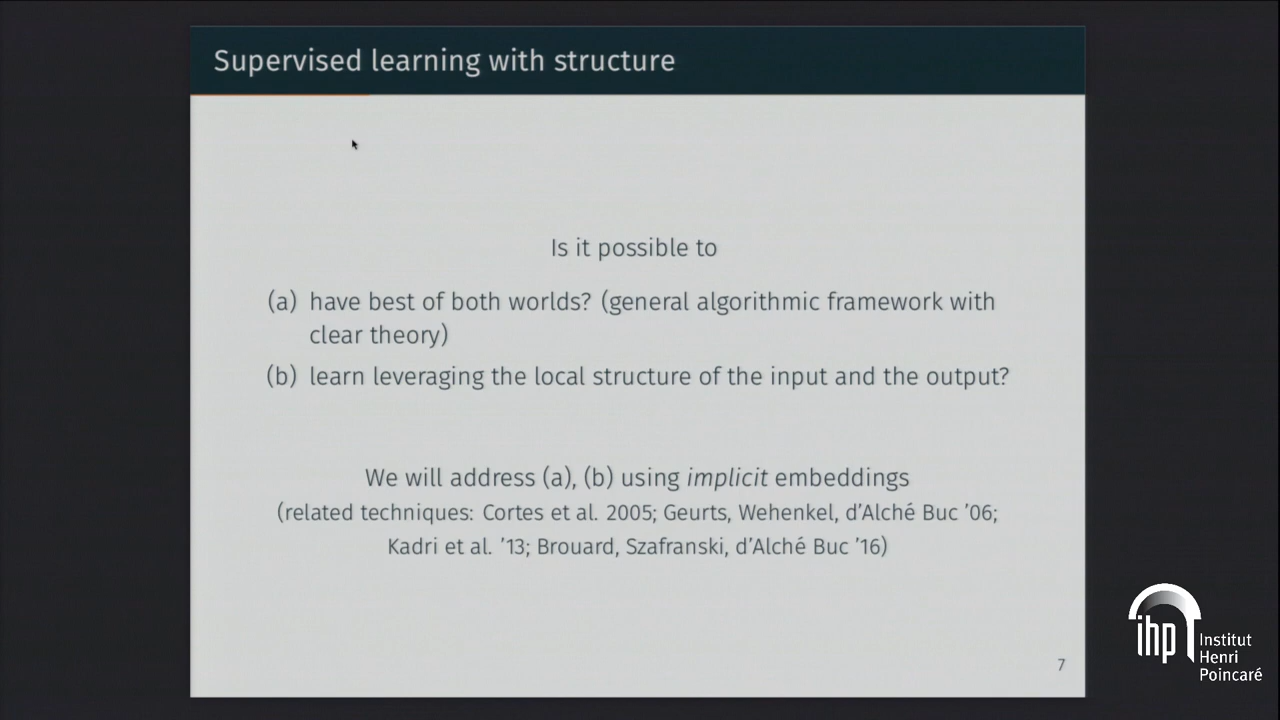 Supervised learning with structure
Is it possible to
(a) have best of both worlds? (general algorithmic framework with
clear theory)
(b) learn leveraging the local structure of the input and the output?
We will address (a), (b) using implicit embeddings
(related techniques: Cortes et al. 2005; Geurts, Wehenkel, d'Alché Buc '06;
Kadri et al. '13; Brouard, Szafranski, d'Alché Buc '16)
7
ihp
Institut
Henri
Poincaré